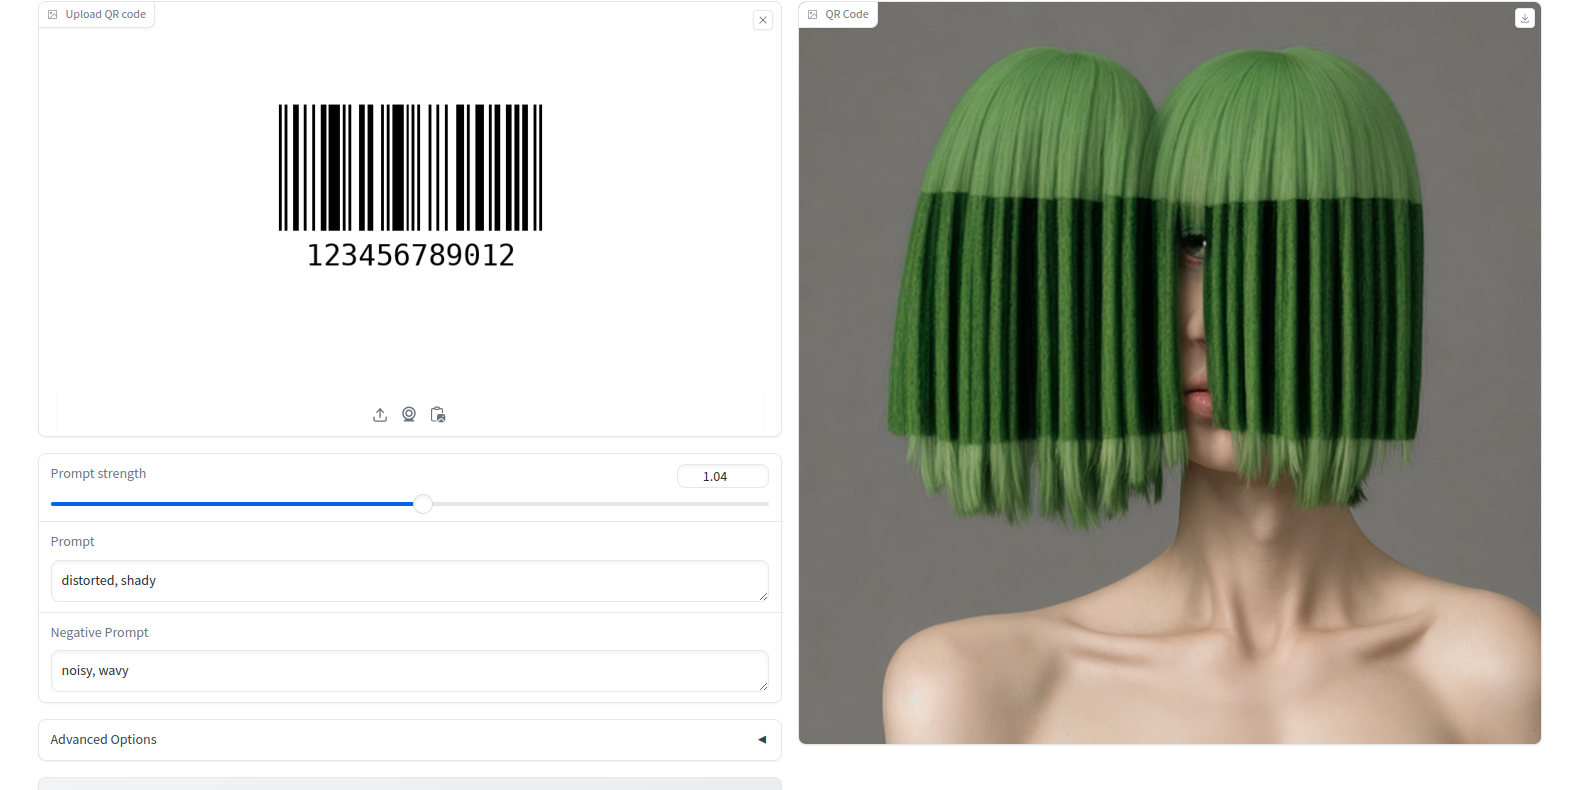 Upload QR code
123456789012
Prompt strength
1.04
Prompt
distorted, shady
Negative Prompt
noisy, wavy
Advanced Options
QR Code